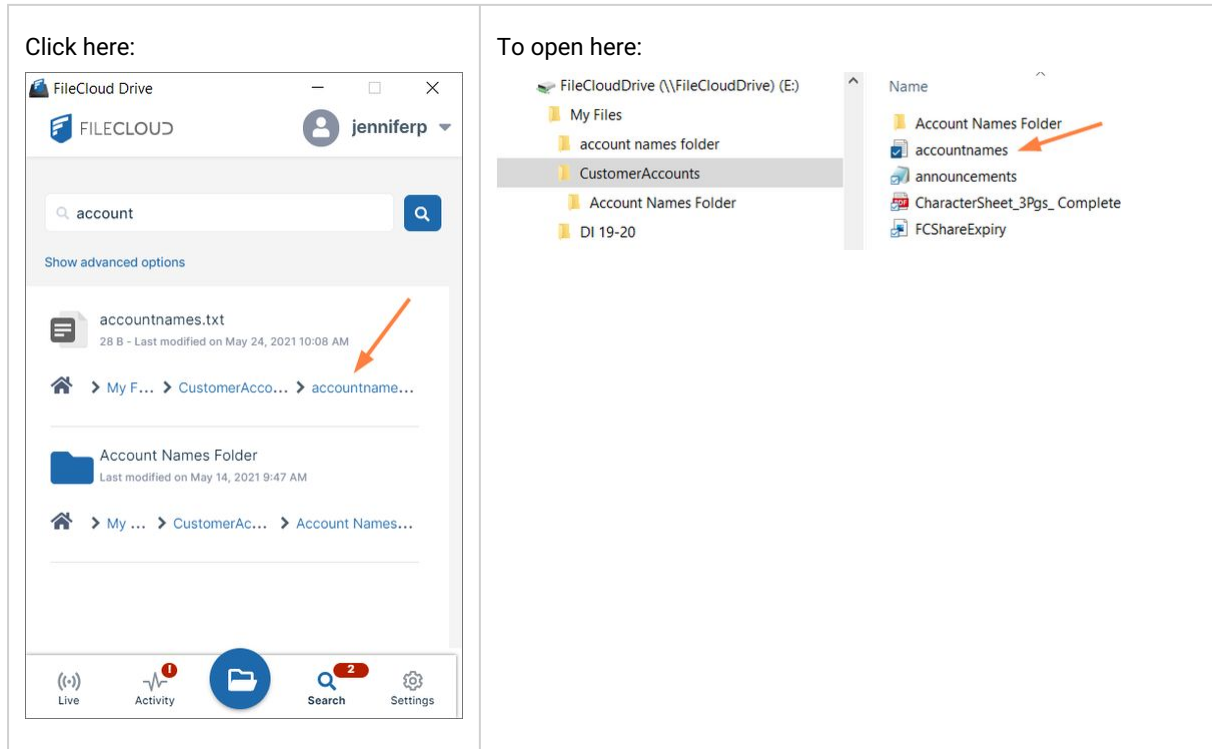 Click here:
FileCloud Drive
FILECLOUD
jenniferp
account
Show advanced options
accountnames.txt
28 B - Last modified on May 24, 2021 10:08 AM
My F... CustomerAcco... accountname...
Account Names Folder
Last modified on May 14, 2021 9:47 AM
My ... CustomerAc... Account Names...
!
2
Live
Activity
Search
Settings
To open here:
FileCloudDrive (\\FileCloudDrive) (E:)
My Files
account names folder
CustomerAccounts
Account Names Folder
DI 19-20
Name
Account Names Folder
accountnames
announcements
CharacterSheet_3Pgs_ Complete
FCShareExpiry